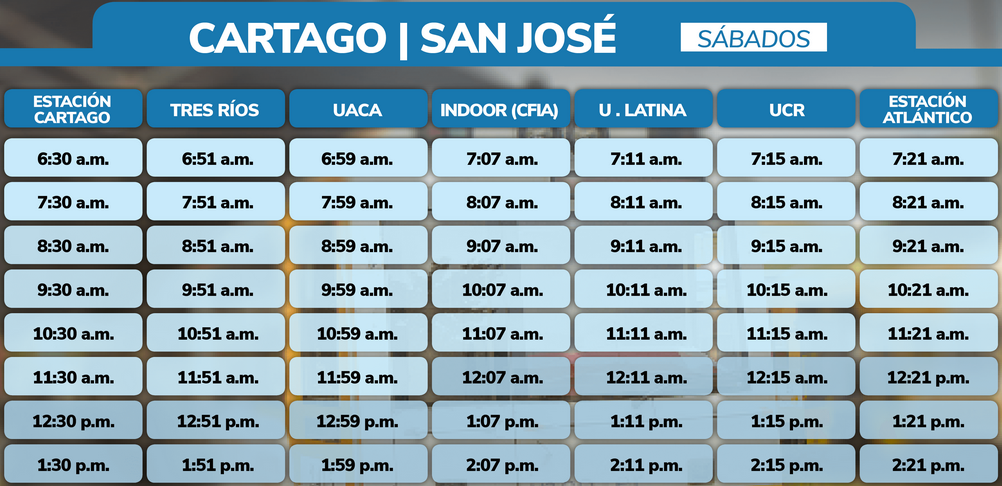 CARTAGO | SAN JOSÉ SÁBADOS
ESTACIÓN CARTAGO TRES RÍOS UACA INDOOR (CFIA) U . LATINA UCR ESTACIÓN ATLÁNTICO
6:30 a.m. 6:51 a.m. 6:59 a.m. 7:07 a.m. 7:11 a.m. 7:15 a.m. 7:21 a.m.
7:30 a.m. 7:51 a.m. 7:59 a.m. 8:07 a.m. 8:11 a.m. 8:15 a.m. 8:21 a.m.
8:30 a.m. 8:51 a.m. 8:59 a.m. 9:07 a.m. 9:11 a.m. 9:15 a.m. 9:21 a.m.
9:30 a.m. 9:51 a.m. 9:59 a.m. 10:07 a.m. 10:11 a.m. 10:15 a.m. 10:21 a.m.
10:30 a.m. 10:51 a.m. 10:59 a.m. 11:07 a.m. 11:11 a.m. 11:15 a.m. 11:21 a.m.
11:30 a.m. 11:51 a.m. 11:59 a.m. 12:07 a.m. 12:11 a.m. 12:15 a.m. 12:21 p.m.
12:30 p.m. 12:51 p.m. 12:59 p.m. 1:07 p.m. 1:11 p.m. 1:15 p.m. 1:21 p.m.
1:30 p.m. 1:51 p.m. 1:59 p.m. 2:07 p.m. 2:11 p.m. 2:15 p.m. 2:21 p.m.